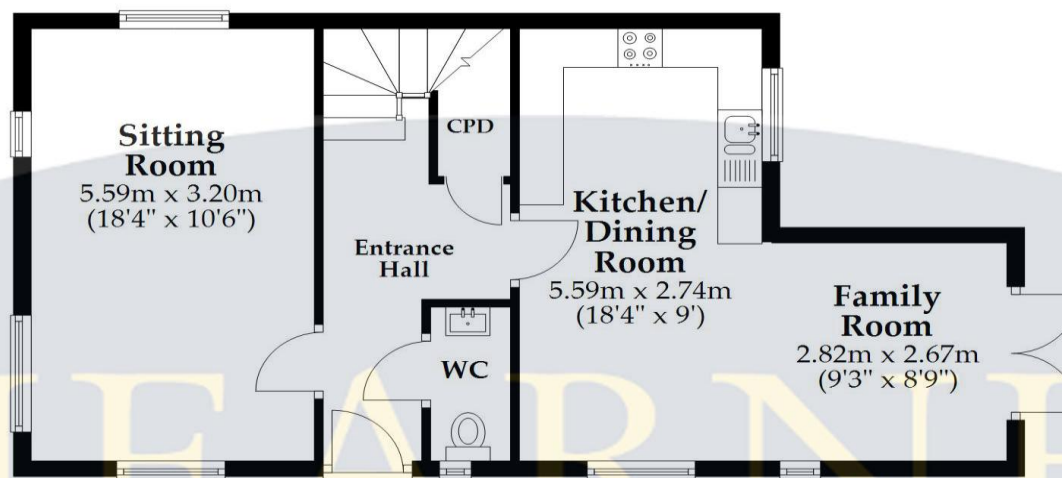 Sitting
Room
5.59m x 3.20m
(18'4" x 10'6")
CPD
Entrance
Hall
WC
Kitchen/
Dining
Room
5.59m x 2.74m
(18'4" x 9')
Family
Room
2.82m x 2.67m
(9'3" x 8'9")